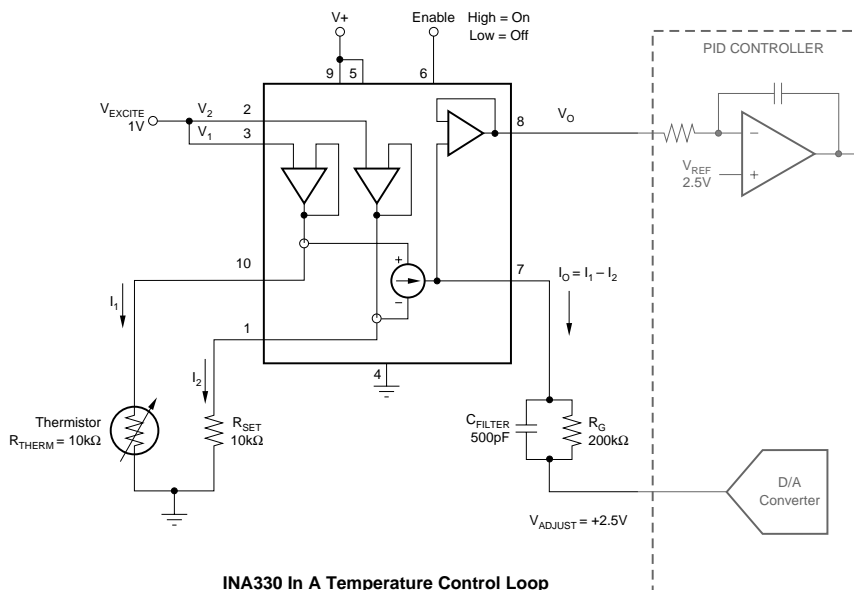 V+
Enable
High = On
Low = Off
PID CONTROLLER
9
5
6
V_EXCITE
1V
V_2
2
V_1
3
8
V_O
V_REF
2.5V
−
+
10
+
−
7
I_O = I_1 – I_2
I_1
1
I_2
4
Thermistor
R_THERM = 10kΩ
R_SET
10kΩ
C_FILTER
500pF
R_G
200kΩ
D/A
Converter
V_ADJUST = +2.5V
INA330 In A Temperature Control Loop